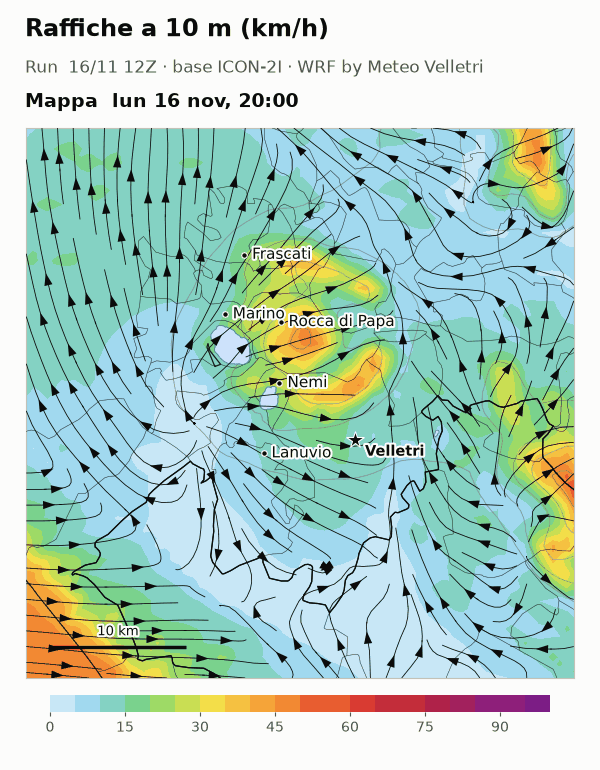 Raffiche a 10 m (km/h)
Run  16/11 12Z · base ICON-2I · WRF by Meteo Velletri
Mappa  lun 16 nov, 20:00
Frascati
Marino
Rocca di Papa
Nemi
Velletri
Lanuvio
10 km
0 15 30 45 60 75 90